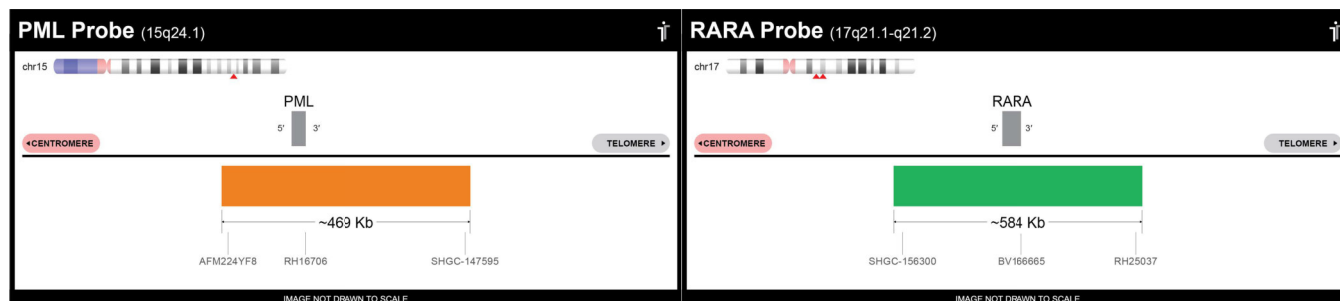 PML Probe (15q24.1)
chr15
PML
5' 3'
◂CENTROMERE
TELOMERE ▸
~469 Kb
AFM224YF8 RH16706 SHGC-147595
IMAGE NOT DRAWN TO SCALE
RARA Probe (17q21.1-q21.2)
chr17
RARA
5' 3'
◂CENTROMERE
TELOMERE ▸
~584 Kb
SHGC-156300 BV166665 RH25037
IMAGE NOT DRAWN TO SCALE